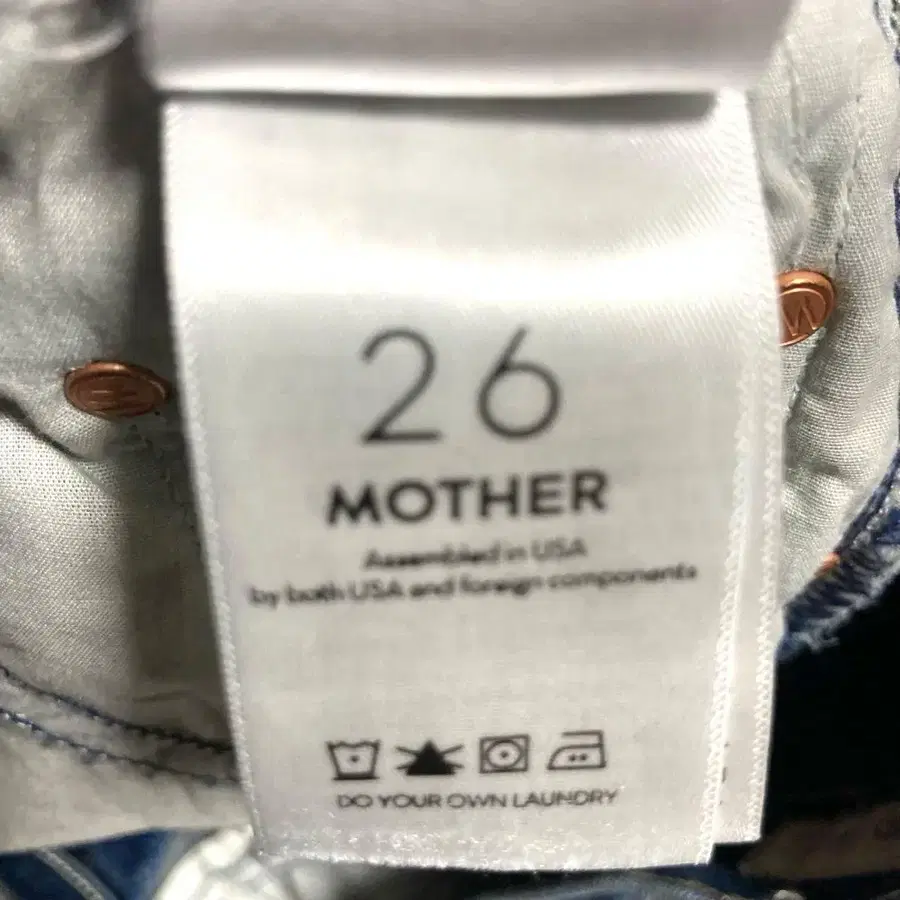 26
MOTHER
Assembled in USA
by both USA and foreign components
DO YOUR OWN LAUNDRY
M